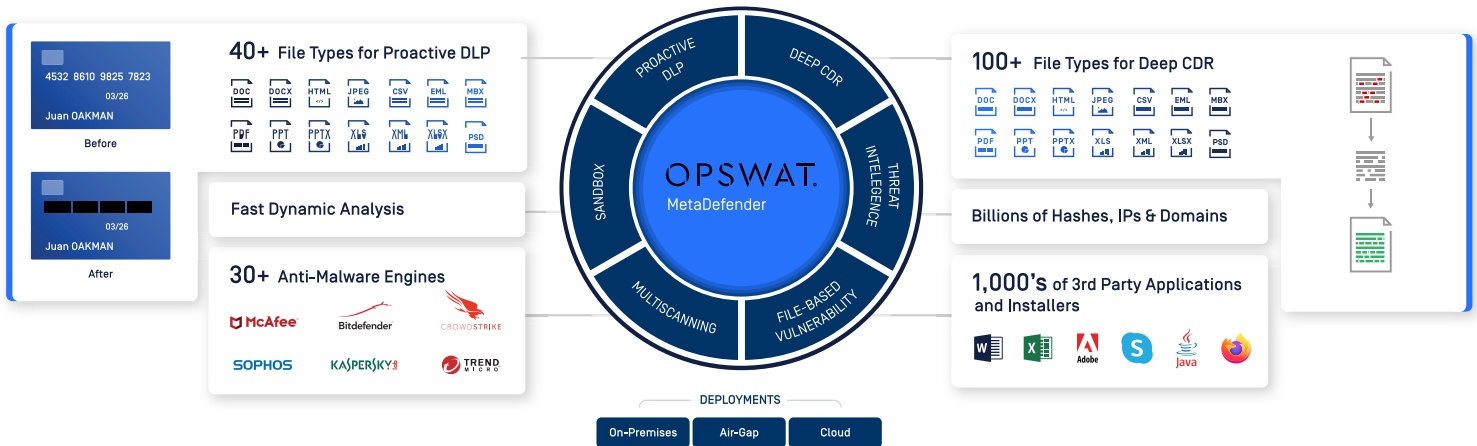 4532 8610 9825 7823
03/26
Juan OAKMAN
Before
03/26
Juan OAKMAN
After
40+ File Types for Proactive DLP
DOC DOCX HTML JPEG CSV EML MBX
PDF PPT PPTX XLS XML XLSX PSD
Fast Dynamic Analysis
30+ Anti-Malware Engines
McAfee
Bitdefender
CROWDSTRIKE
SOPHOS
KASPERSKY
TREND
MICRO
PROACTIVE
DLP
DEEP CDR
THREAT
INTELEGENCE
FILE-BASED
VULNERABILITY
MULTISCANNING
SANDBOX
OPSWAT.
MetaDefender
100+ File Types for Deep CDR
DOC DOCX HTML JPEG CSV EML MBX
PDF PPT PPTX XLS XML XLSX PSD
Billions of Hashes, IPs & Domains
1,000's of 3rd Party Applications
and Installers
W
X
Adobe
S
Java
DEPLOYMENTS
On-Premises
Air-Gap
Cloud